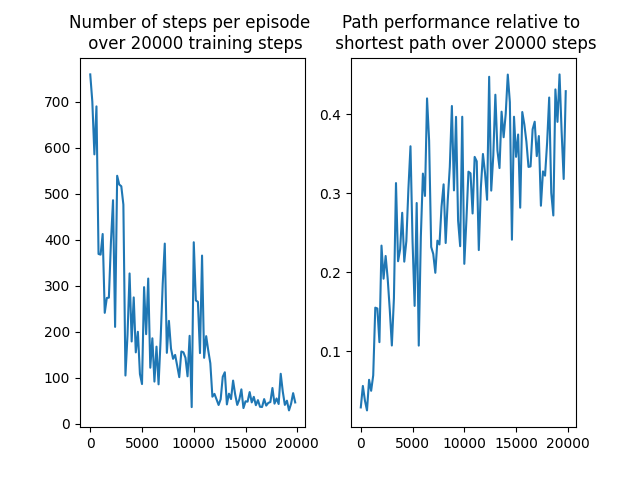 Number of steps per episode
over 20000 training steps
700
600
500
400
300
200
100
0
0 5000 10000 15000 20000
Path performance relative to
shortest path over 20000 steps
0.4
0.3
0.2
0.1
0 5000 10000 15000 20000